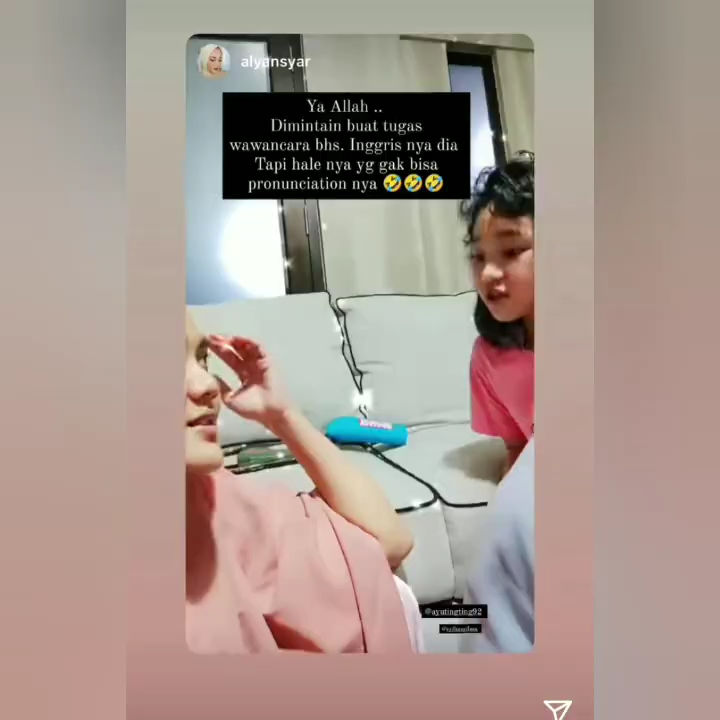 alyansyar
Ya Allah ..
Dimintain buat tugas
wawancara bhs. Inggris nya dia
Tapi hale nya yg gak bisa
pronunciation nya 🤣🤣🤣
@ayutingting92